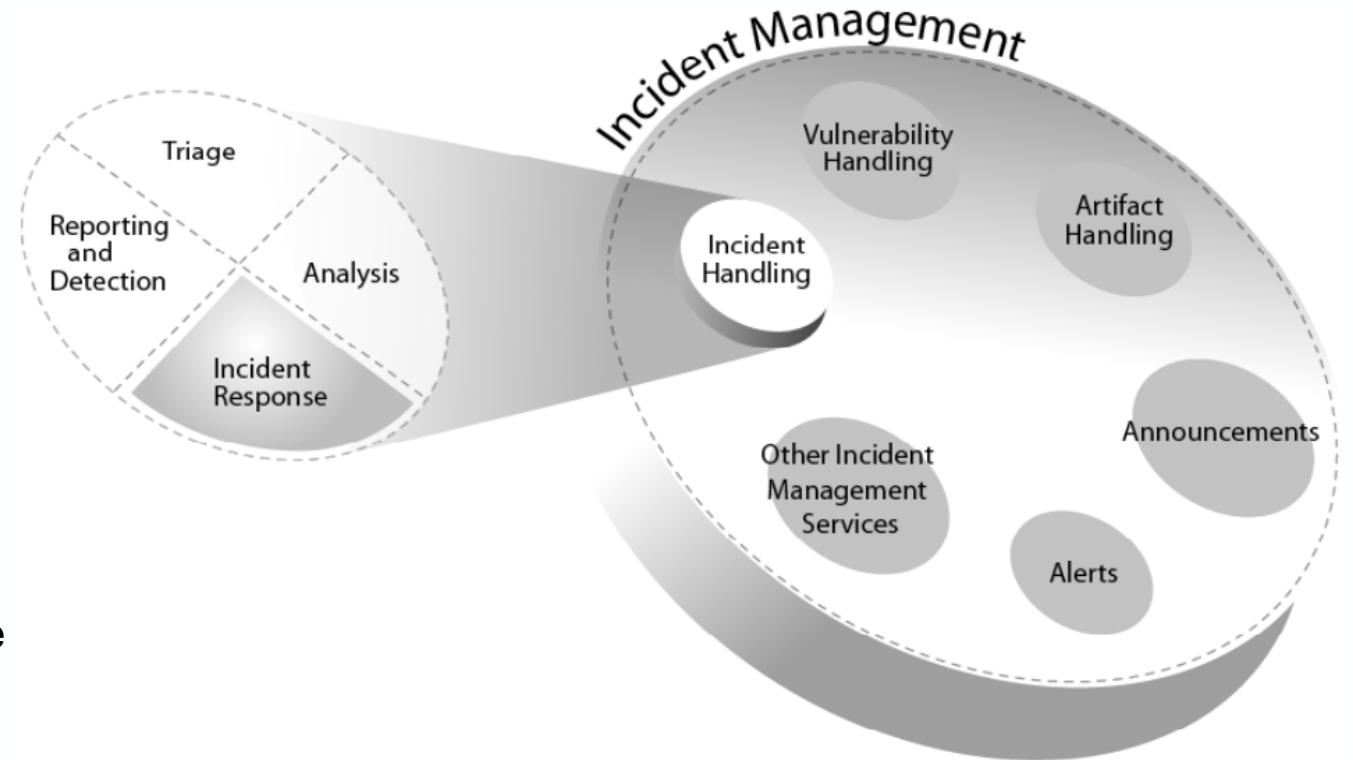 Incident Management
Triage
Reporting
and
Detection
Analysis
Incident
Response
Incident
Handling
Vulnerability
Handling
Artifact
Handling
Announcements
Other Incident
Management
Services
Alerts
e